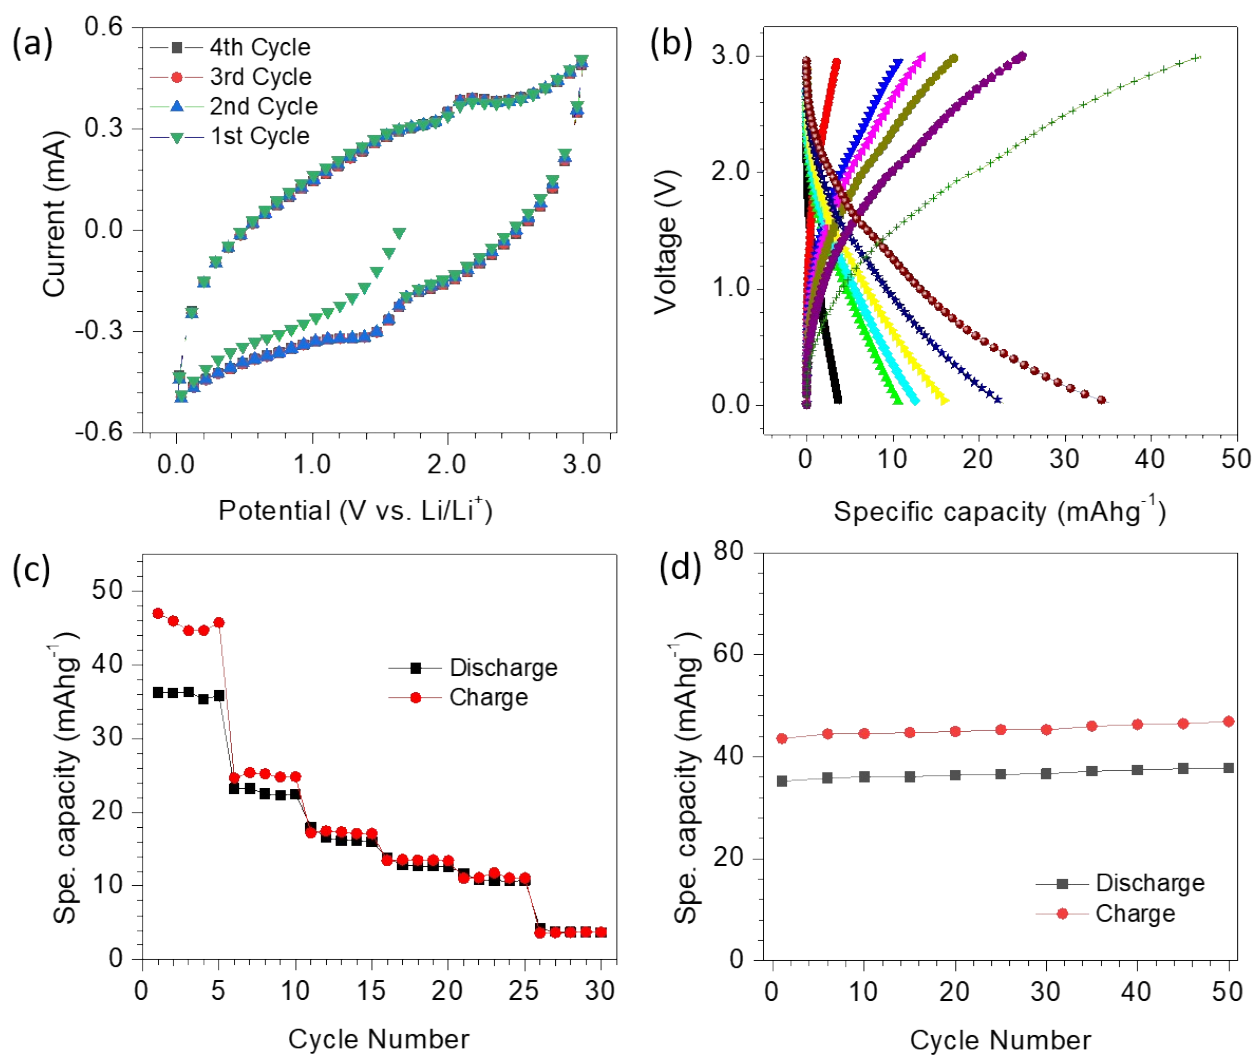 (a)
0.6
0.3
0.0
-0.3
-0.6
Current (mA)
4th Cycle
3rd Cycle
2nd Cycle
1st Cycle
0.0 1.0 2.0 3.0
Potential (V vs. Li/Li⁺)
(b)
3.0
2.0
1.0
0.0
Voltage (V)
0 10 20 30 40 50
Specific capacity (mAhg⁻¹)
(c)
50
40
30
20
10
0
Spe. capacity (mAhg⁻¹)
Discharge
Charge
0 5 10 15 20 25 30
Cycle Number
(d)
80
60
40
20
0
Spe. capacity (mAhg⁻¹)
Discharge
Charge
0 10 20 30 40 50
Cycle Number